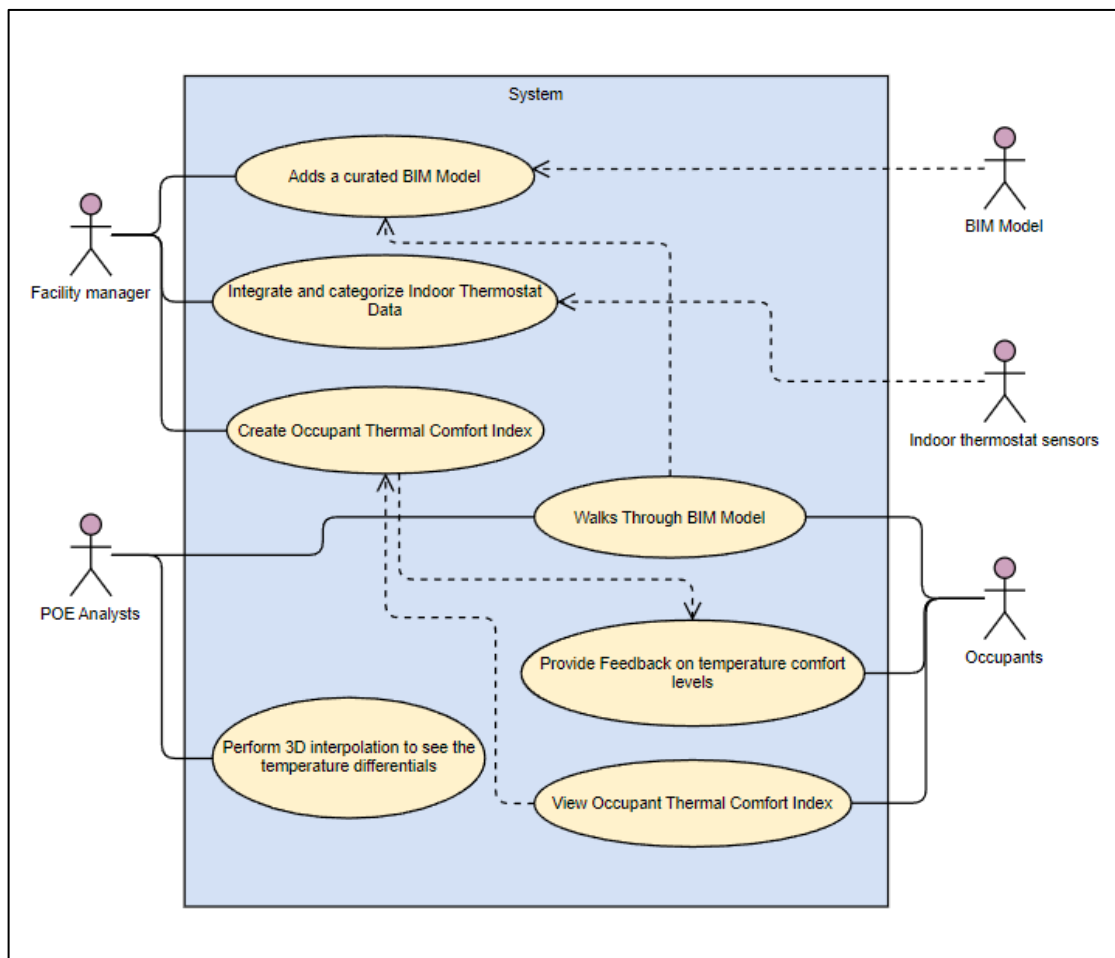 System
Adds a curated BIM Model
BIM Model
Facility manager
Integrate and categorize Indoor Thermostat
Data
Indoor thermostat sensors
Create Occupant Thermal Comfort Index
Walks Through BIM Model
POE Analysts
Occupants
Provide Feedback on temperature comfort
levels
Perform 3D interpolation to see the
temperature differentials
View Occupant Thermal Comfort Index